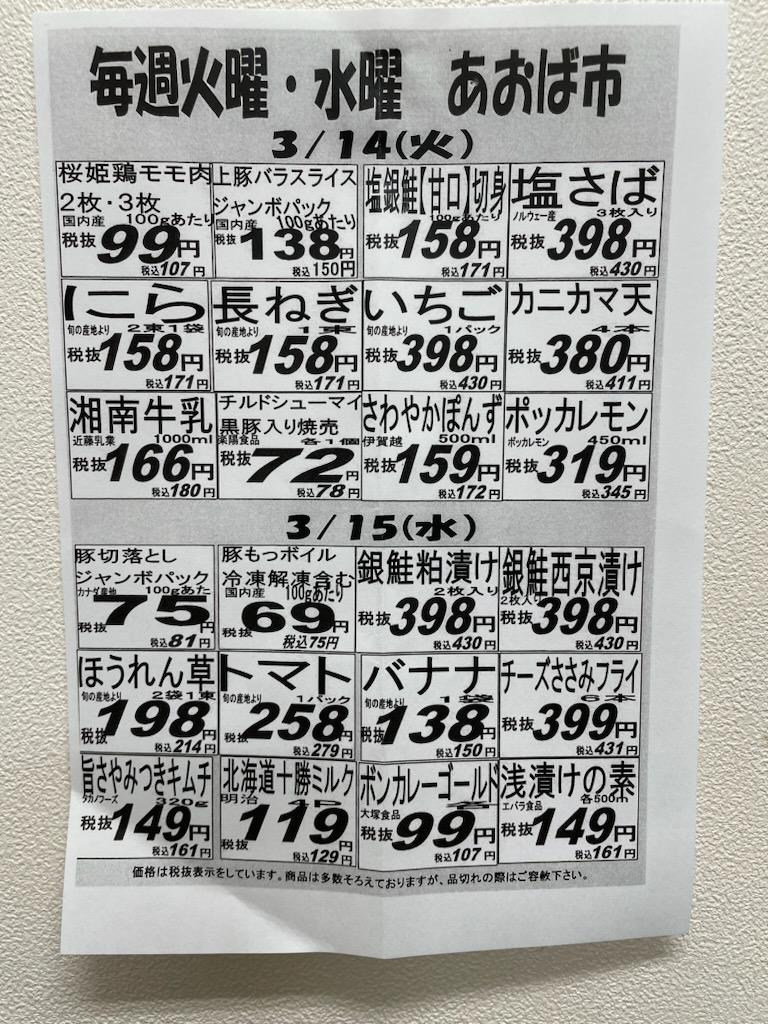 毎週火曜・水曜 あおば市
3/14(火)
桜姫鶏モモ肉
2枚・3枚
国内産 100gあたり
税抜 99円
税込107円
上豚バラスライス
ジャンボパック
国内産 100gあたり
税抜 138円
税込150円
塩銀鮭【甘口】切身
100gあたり
税抜 158円
税込171円
塩さば
ノルウェー産 3枚入り
税抜 398円
税込430円
にら
旬の産地より 2束1袋
税抜 158円
税込171円
長ねぎ
旬の産地より 1束
税抜 158円
税込171円
いちご
旬の産地より 1パック
税抜 398円
税込430円
カニカマ天
4本
税抜 380円
税込411円
湘南牛乳
近藤乳業 1000ml
税抜 166円
税込180円
チルドシューマイ
黒豚入り焼売
楽陽食品 各1個
税抜 72円
税込78円
さわやかぽんず
伊賀越 500ml
税抜 159円
税込172円
ポッカレモン
ポッカレモン 450ml
税抜 319円
税込345円
3/15(水)
豚切落とし
ジャンボパック
カナダ産他 100gあた
税抜 75円
税込81円
豚もつボイル
冷凍解凍含む
国内産 100gあたり
税抜 69円
税込75円
銀鮭粕漬け
2枚入り
税抜 398円
税込430円
銀鮭西京漬け
2枚入り
税抜 398円
税込430円
ほうれん草
旬の産地より 2袋1束
税抜 198円
税込214円
トマト
旬の産地より 1パック
税抜 258円
税込279円
バナナ
旬の産地より 1袋
税抜 138円
税込150円
チーズささみフライ
6本
税抜 399円
税込431円
旨さやみつきキムチ
タカノフーズ 320g
税抜 149円
税込161円
北海道十勝ミルク
明治 4P
税抜 119円
税込129円
ボンカレーゴールド
大塚食品 各
税抜 99円
税込107円
浅漬けの素
エバラ食品 各500m
税抜 149円
税込161円
価格は税抜表示をしています。商品は多数そろえておりますが、品切れの際はご容赦下さい。